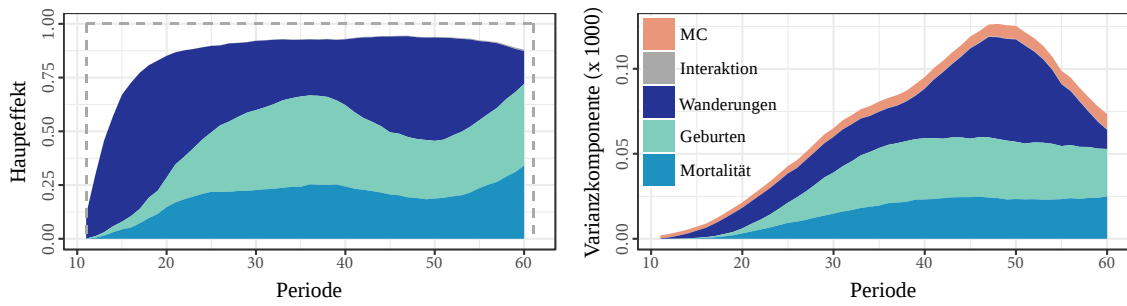 Haupteffekt
1.00
0.75
0.50
0.25
0.00
10
20
30
40
50
60
Periode
Varianzkomponente (x 1000)
0.10
0.05
0.00
MC
Interaktion
Wanderungen
Geburten
Mortalität
10
20
30
40
50
60
Periode